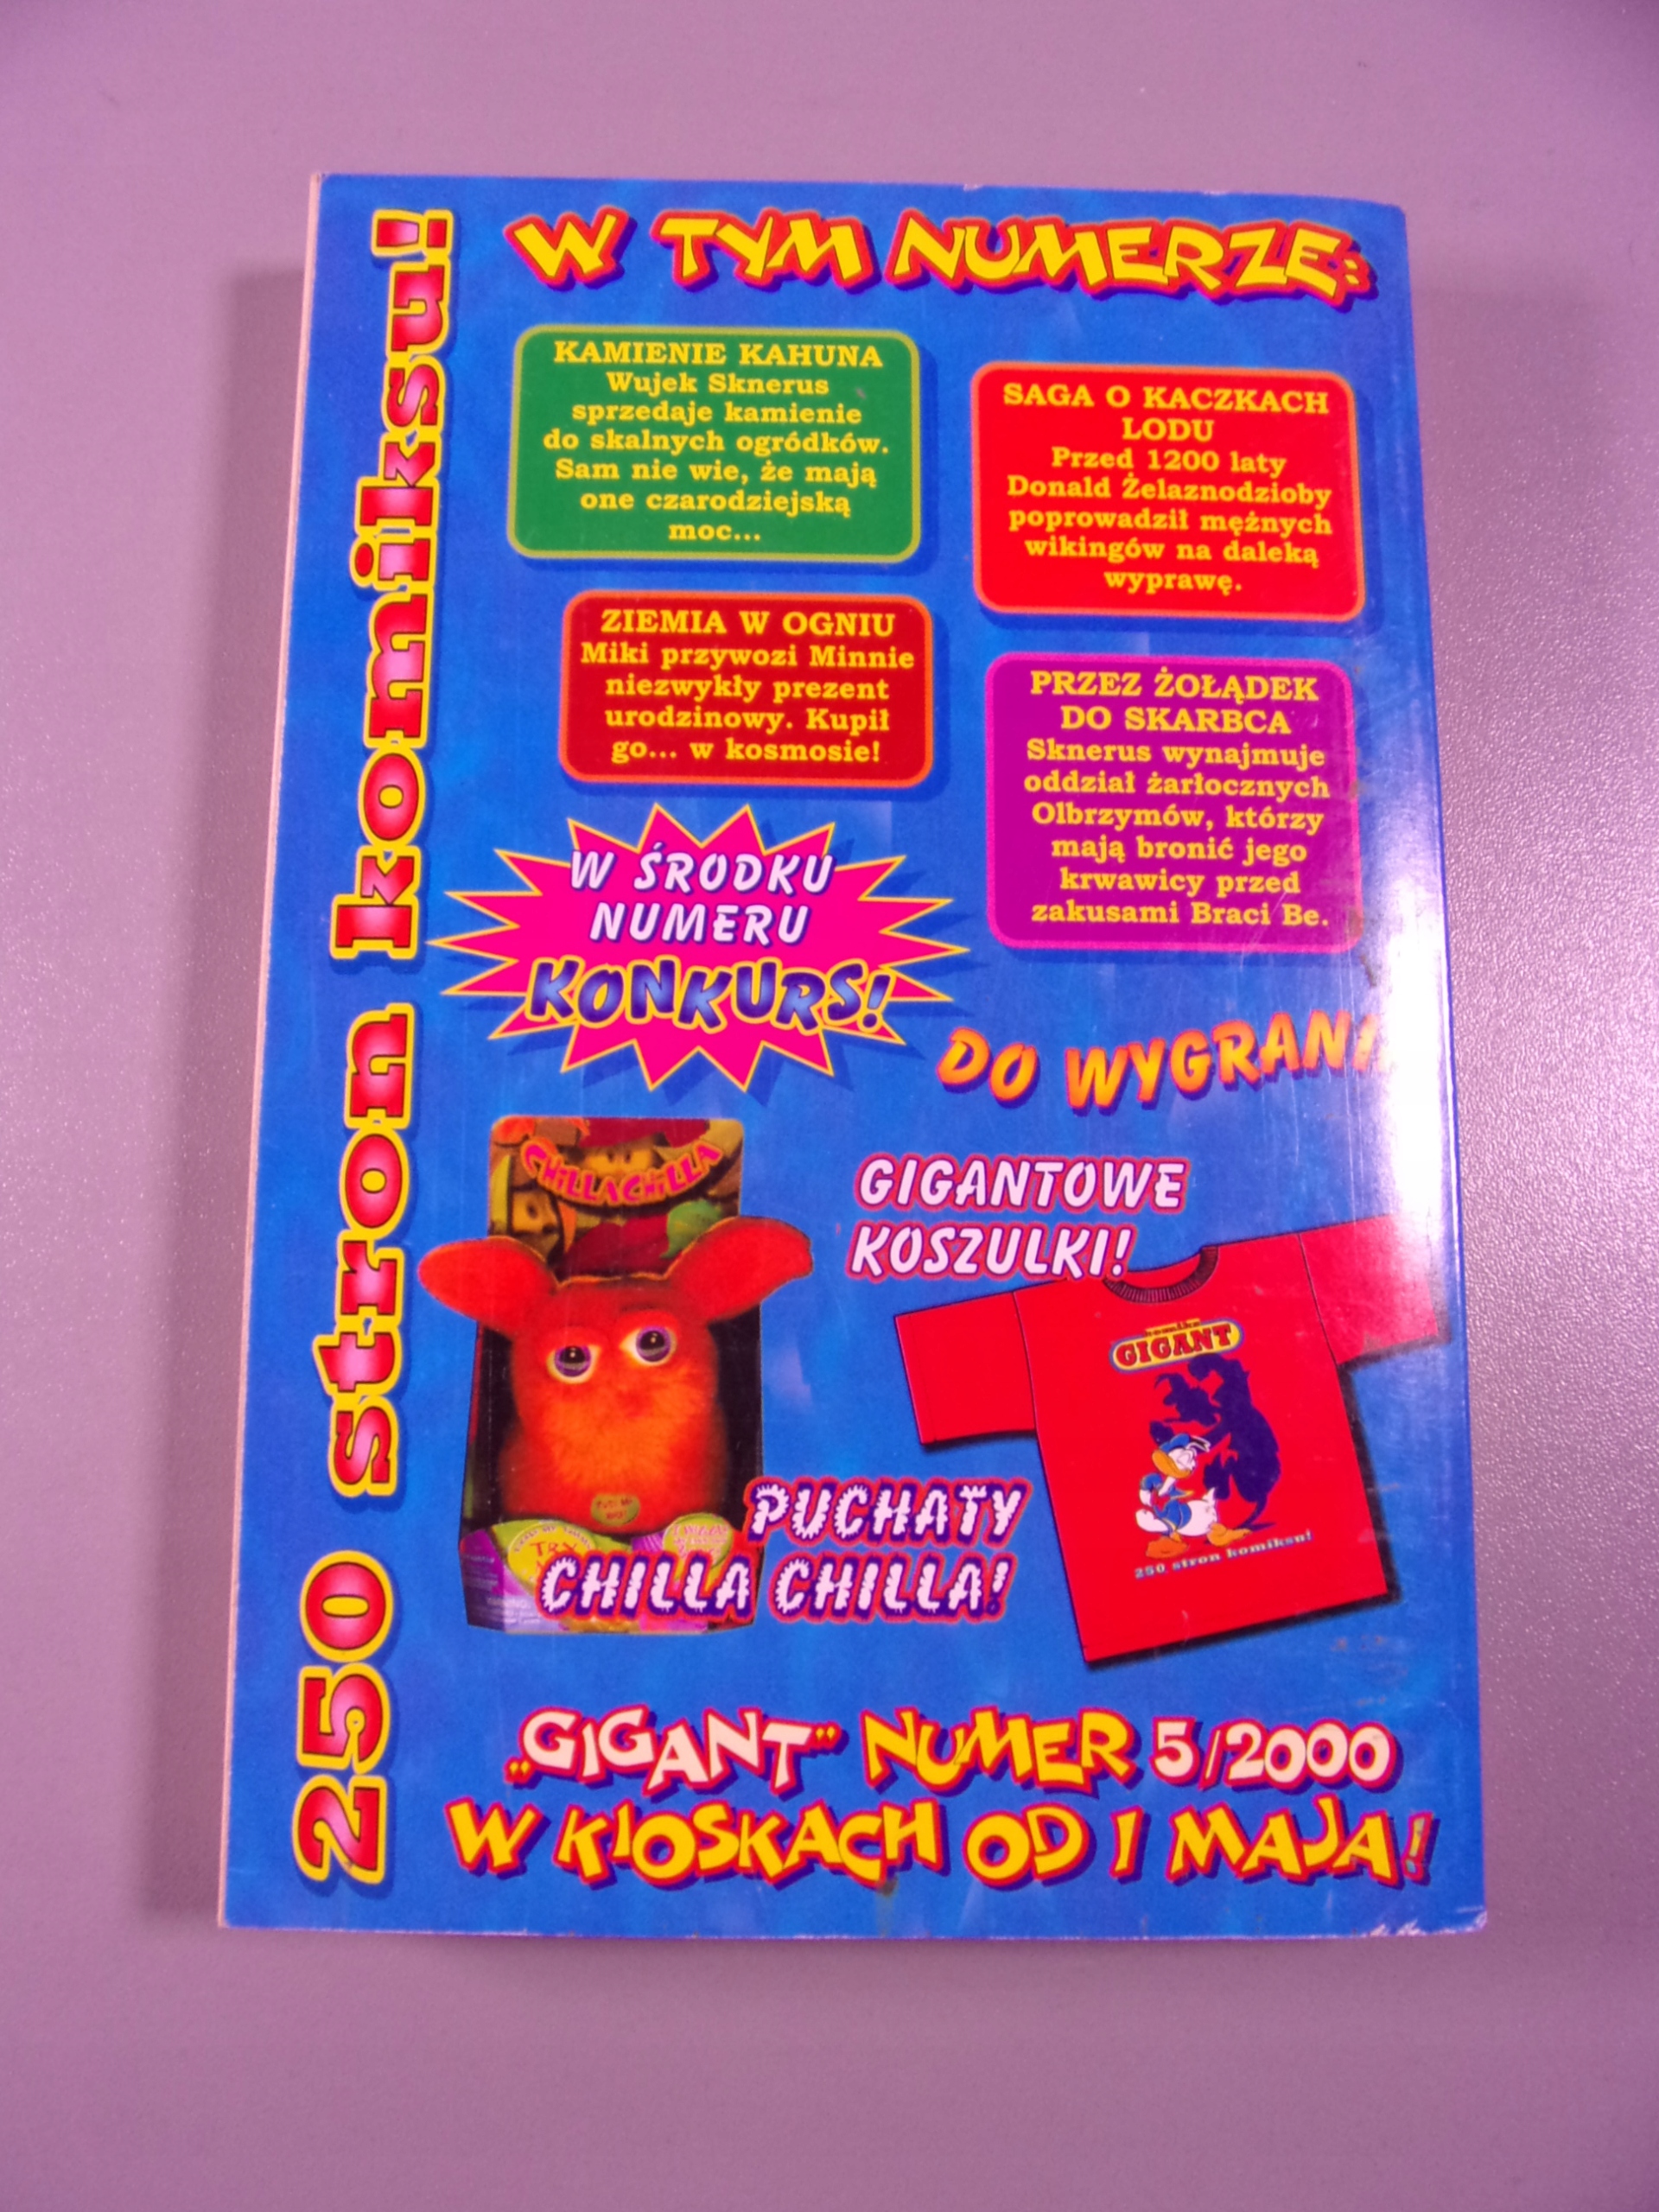 250 stron komiksu!
W TYM NUMERZE:
KAMIENIE KAHUNA
Wujek Sknerus
sprzedaje kamienie
do skalnych ogródków.
Sam nie wie, że mają
one czarodziejską
moc...
SAGA O KACZKACH
LODU
Przed 1200 laty
Donald Żelaznodzioby
poprowadził mężnych
wikingów na daleką
wyprawę.
ZIEMIA W OGNIU
Miki przywozi Minnie
niezwykły prezent
urodzinowy. Kupił
go... w kosmosie!
PRZEZ ŻOŁĄDEK
DO SKARBCA
Sknerus wynajmuje
oddział żarłocznych
Olbrzymów, którzy
mają bronić jego
krwawicy przed
zakusami Braci Be.
W ŚRODKU
NUMERU
KONKURS!
DO
CHILLACHILLA
GIGANTOWE
KOSZULKI!
GIGANT
250 stron komiksu!
TRY
PUCHATY
CHILLA CHILLA!
„GIGANT” NUMER 5/2000
W KIOSKACH OD 1 MAJA!